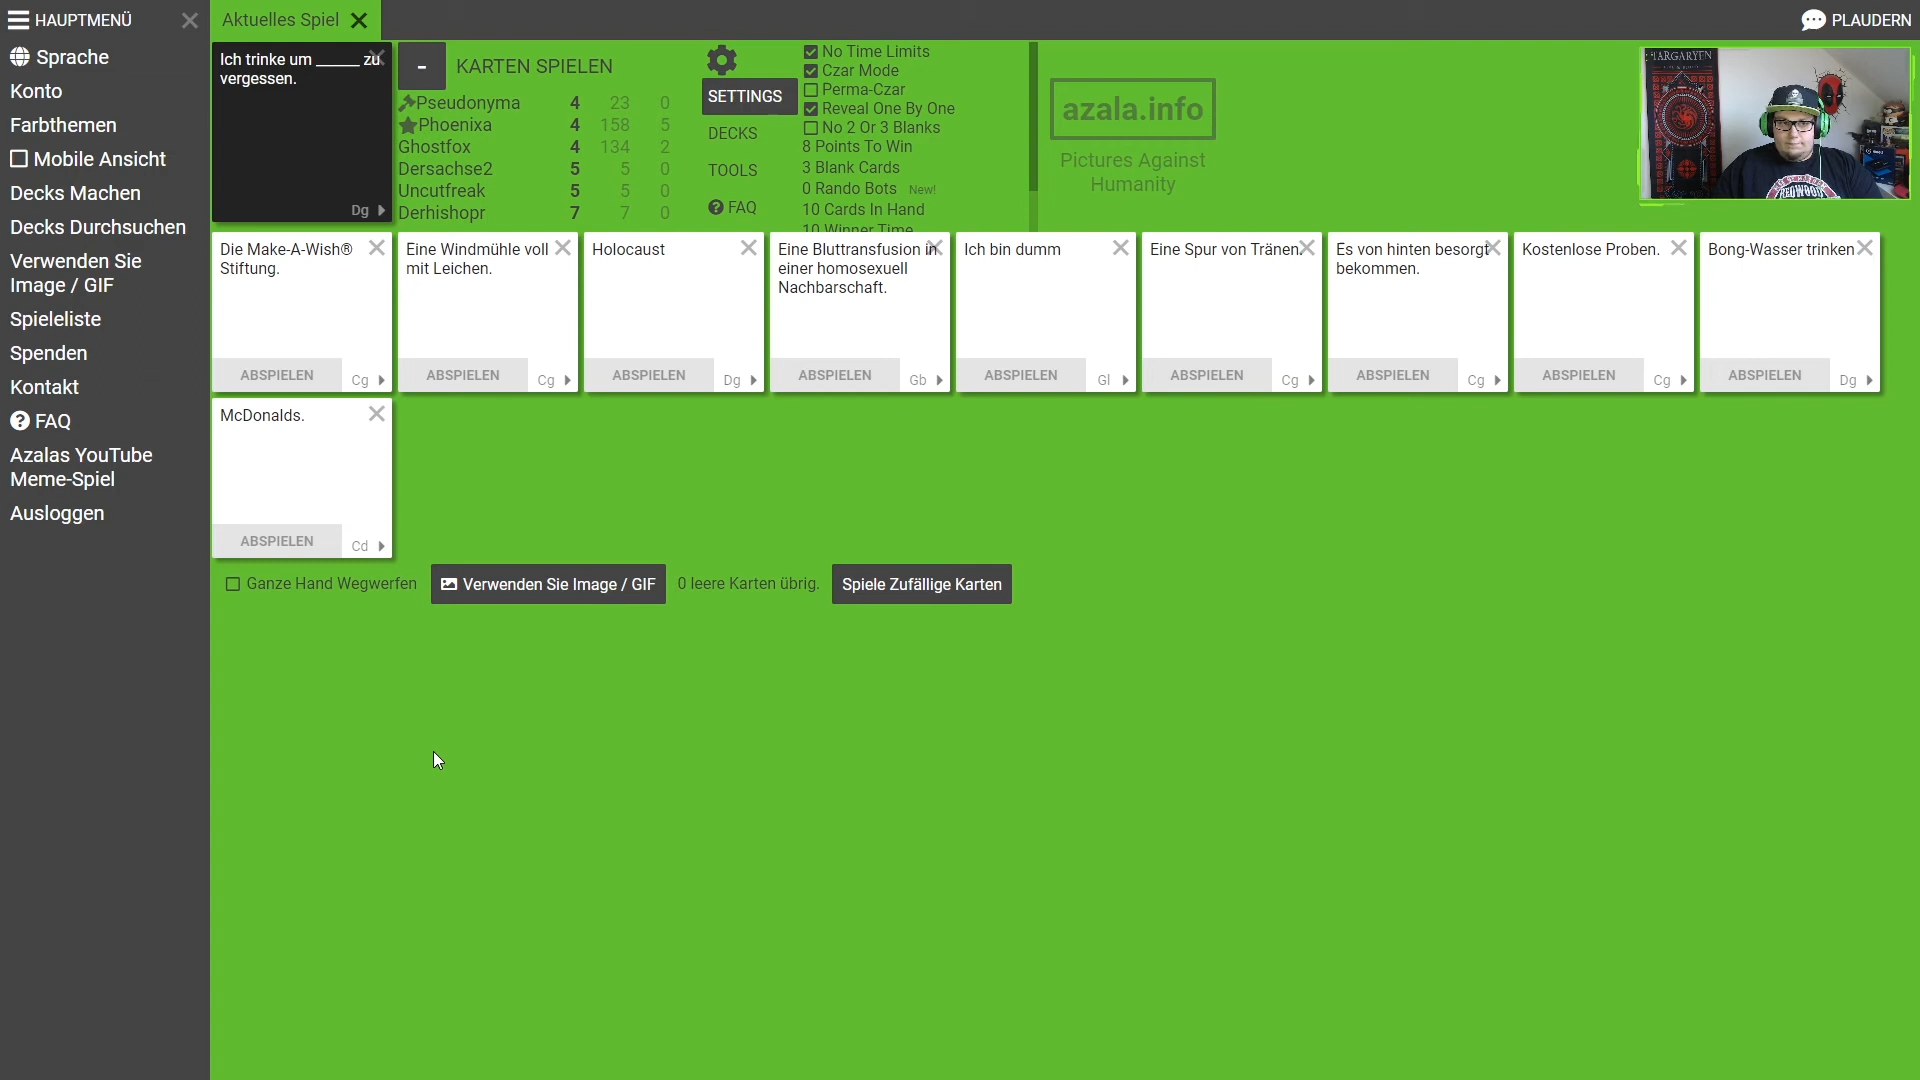 HAUPTMENÜ
Aktuelles Spiel
PLAUDERN
Sprache
Konto
Farbthemen
Mobile Ansicht
Decks Machen
Decks Durchsuchen
Verwenden Sie
Image / GIF
Spieleliste
Spenden
Kontakt
FAQ
Azalas YouTube
Meme-Spiel
Ausloggen
Ich trinke um _____ zu
vergessen.
Dg
-
KARTEN SPIELEN
Pseudonyma 4 23 0
Phoenixa 4 158 5
Ghostfox 4 134 2
Dersachse2 5 5 0
Uncutfreak 5 5 0
Derhishopr 7 7 0
SETTINGS
DECKS
TOOLS
FAQ
No Time Limits
Czar Mode
Perma-Czar
Reveal One By One
No 2 Or 3 Blanks
8 Points To Win
3 Blank Cards
0 Rando Bots New!
10 Cards In Hand
10 Winner Time
azala.info
Pictures Against
Humanity
TARGARYEN
REDWOOD
Die Make-A-Wish®
Stiftung.
ABSPIELEN
Cg
Eine Windmühle voll
mit Leichen.
ABSPIELEN
Cg
Holocaust
ABSPIELEN
Dg
Eine Bluttransfusion in
einer homosexuell
Nachbarschaft.
ABSPIELEN
Gb
Ich bin dumm
ABSPIELEN
Gl
Eine Spur von Tränen.
ABSPIELEN
Cg
Es von hinten besorgt
bekommen.
ABSPIELEN
Cg
Kostenlose Proben.
ABSPIELEN
Cg
Bong-Wasser trinken
ABSPIELEN
Dg
McDonalds.
ABSPIELEN
Cd
Ganze Hand Wegwerfen
Verwenden Sie Image / GIF
0 leere Karten übrig.
Spiele Zufällige Karten